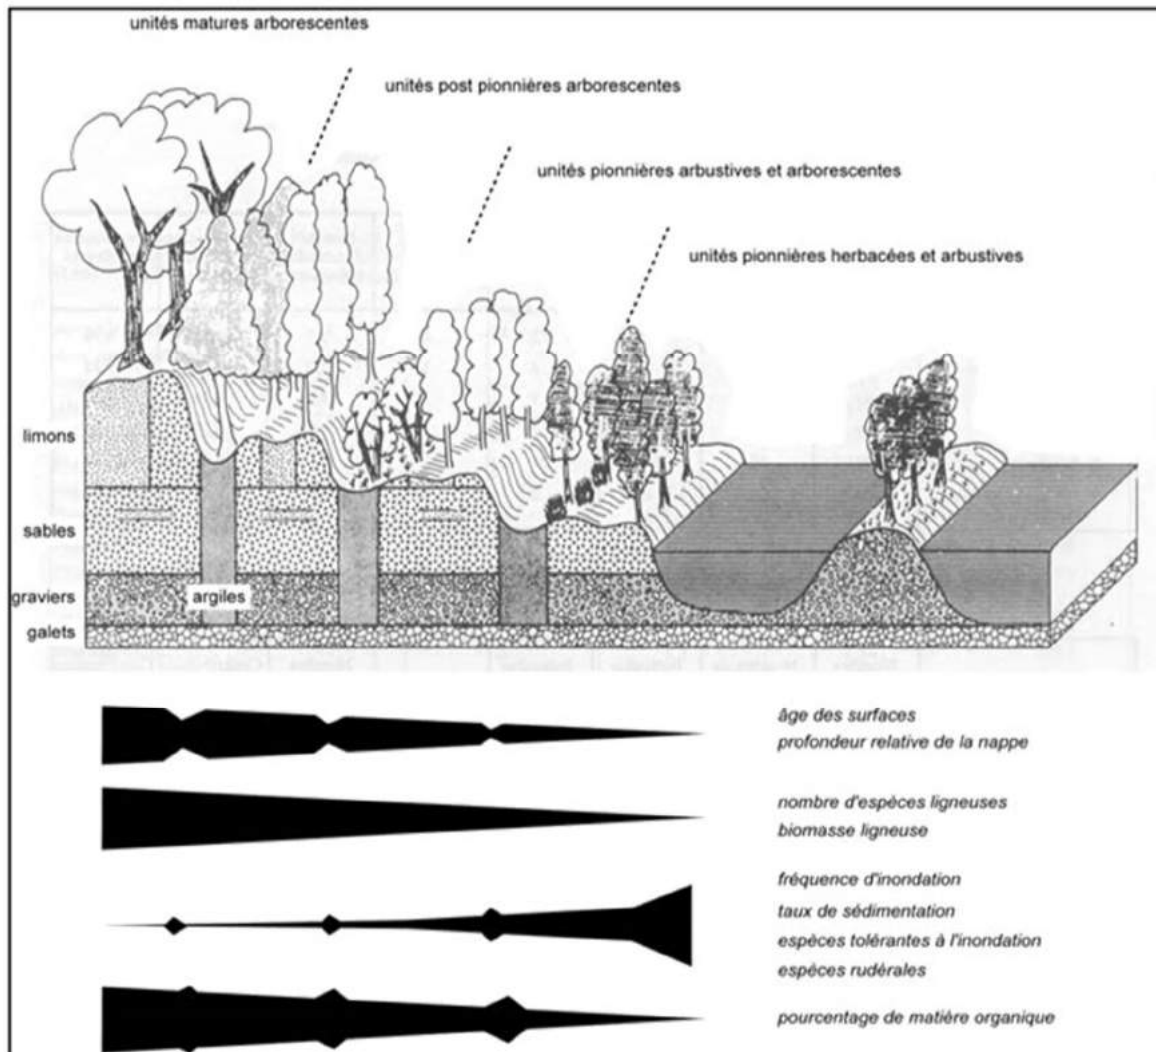 unités matures arborescentes
unités post pionnières arborescentes
unités pionnières arbustives et arborescentes
unités pionnières herbacées et arbustives
limons
sables
graviers
argiles
galets
âge des surfaces
profondeur relative de la nappe
nombre d'espèces ligneuses
biomasse ligneuse
fréquence d'inondation
taux de sédimentation
espèces tolérantes à l'inondation
espèces rudérales
pourcentage de matière organique